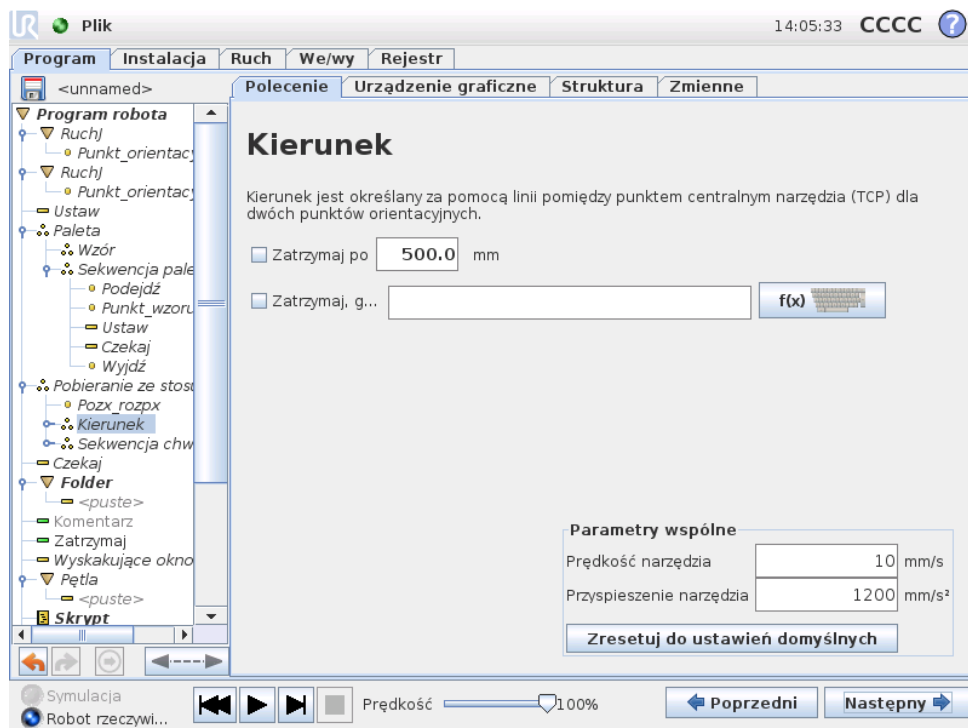 UR Plik 14:05:33 CCCC ?
Program Instalacja Ruch We/wy Rejestr
<unnamed>
Polecenie Urządzenie graficzne Struktura Zmienne
Program robota
RuchJ
Punkt_orientacy
RuchJ
Punkt_orientacy
Ustaw
Paleta
Wzór
Sekwencja pale
Podejdź
Punkt_wzoru
Ustaw
Czekaj
Wyjdź
Pobieranie ze stosu
Pozx_rozpx
Kierunek
Sekwencja chw
Czekaj
Folder
<puste>
Komentarz
Zatrzymaj
Wyskakujące okno
Pętla
<puste>
Skrypt
Kierunek
Kierunek jest określany za pomocą linii pomiędzy punktem centralnym narzędzia (TCP) dla
dwóch punktów orientacyjnych.
Zatrzymaj po 500.0 mm
Zatrzymaj, g... f(x)
Parametry wspólne
Prędkość narzędzia 10 mm/s
Przyspieszenie narzędzia 1200 mm/s²
Zresetuj do ustawień domyślnych
Symulacja
Robot rzeczywi...
Prędkość 100%
Poprzedni Następny